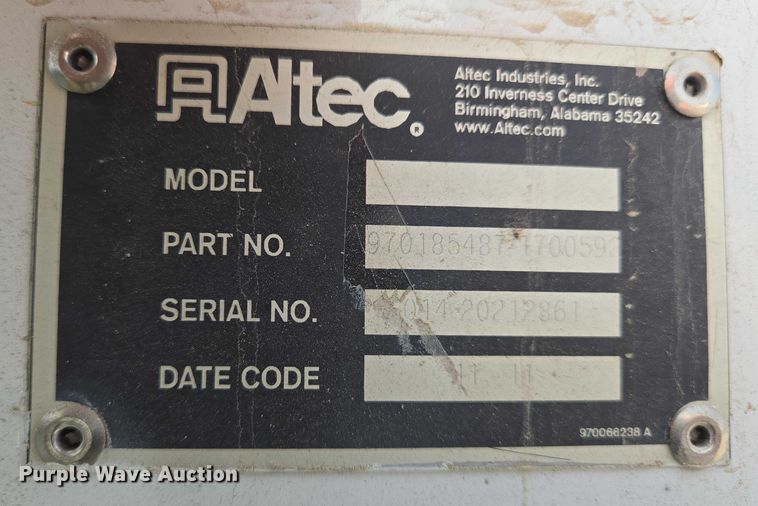 Altec®
Altec Industries, Inc.
210 Inverness Center Drive
Birmingham, Alabama 35242
www.Altec.com
MODEL
PART NO. 970185487 1700592
SERIAL NO.
DATE CODE
970066238 A
Purple Wave Auction